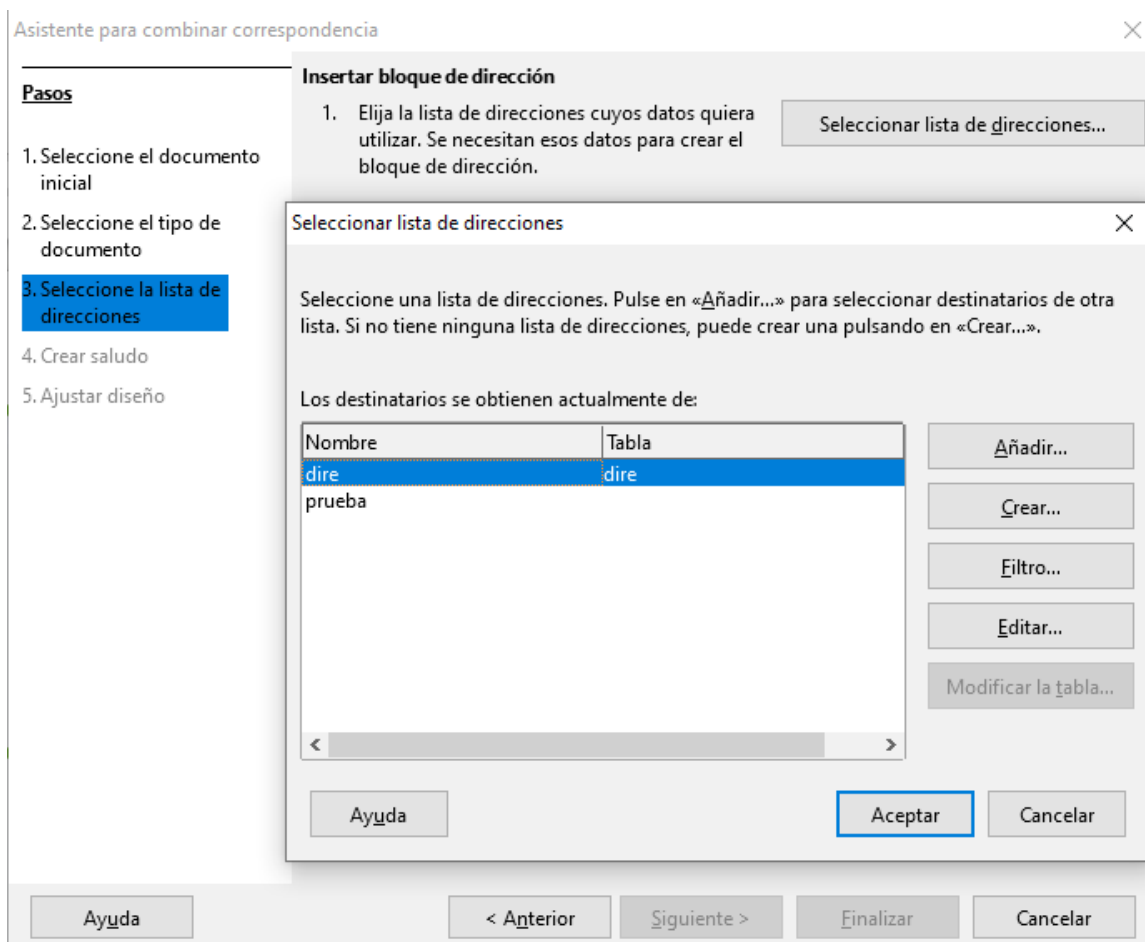 Asistente para combinar correspondencia
Pasos
1. Seleccione el documento
inicial
2. Seleccione el tipo de
documento
3. Seleccione la lista de
direcciones
4. Crear saludo
5. Ajustar diseño
Insertar bloque de dirección
1. Elija la lista de direcciones cuyos datos quiera
utilizar. Se necesitan esos datos para crear el
bloque de dirección.
Seleccionar lista de direcciones...
Seleccionar lista de direcciones
Seleccione una lista de direcciones. Pulse en «Añadir...» para seleccionar destinatarios de otra
lista. Si no tiene ninguna lista de direcciones, puede crear una pulsando en «Crear...».
Los destinatarios se obtienen actualmente de:
Nombre Tabla
dire dire
prueba
Añadir...
Crear...
Filtro...
Editar...
Modificar la tabla...
Ayuda Aceptar Cancelar
Ayuda < Anterior Siguiente > Finalizar Cancelar